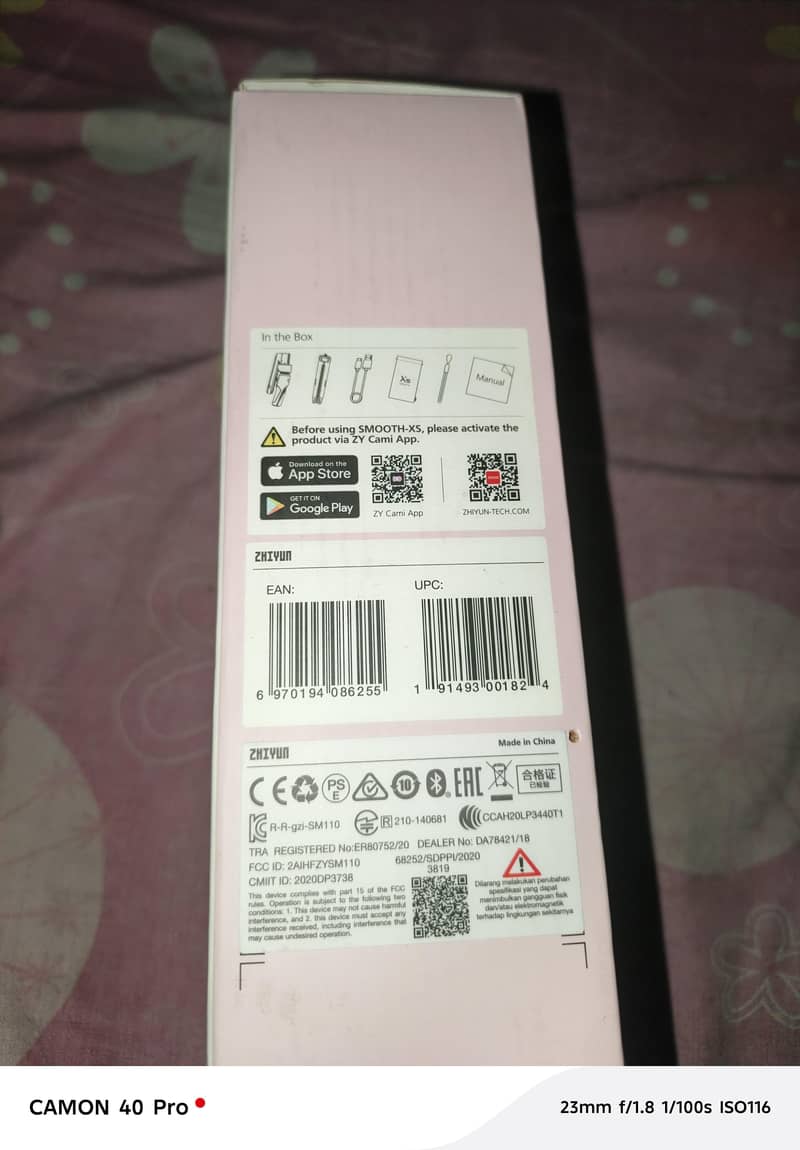 In the Box
Xs
Manual
Before using SMOOTH-XS, please activate the
product via ZY Cami App.
Download on the
App Store
GET IT ON
Google Play
ZY Cami App
ZHIYUN-TECH.COM
ZHIYUN
EAN:
UPC:
6 970194 086255
1 91493 00182 4
ZHIYUN
Made in China
CE
PS
E
10
EAC
合格证
已检验
R-R-gzi-SM110
R 210-140681
CCAH20LP3440T1
TRA REGISTERED No:ER80752/20 DEALER No: DA78421/18
FCC ID: 2AIHFZYSM110
68252/SDPPI/2020
3819
CMIIT ID: 2020DP3738
This device complies with part 15 of the FCC
rules. Operation is subject to the following two
conditions: 1. This device may not cause harmful
interference, and 2. this device must accept any
interference received, including interference that
may cause undesired operation.
Dilarang melakukan perubahan
spesifikasi yang dapat
menimbulkan gangguan fisik
dan/atau elektromagnetik
terhadap lingkungan sekitarnya
CAMON 40 Pro
23mm f/1.8 1/100s ISO116